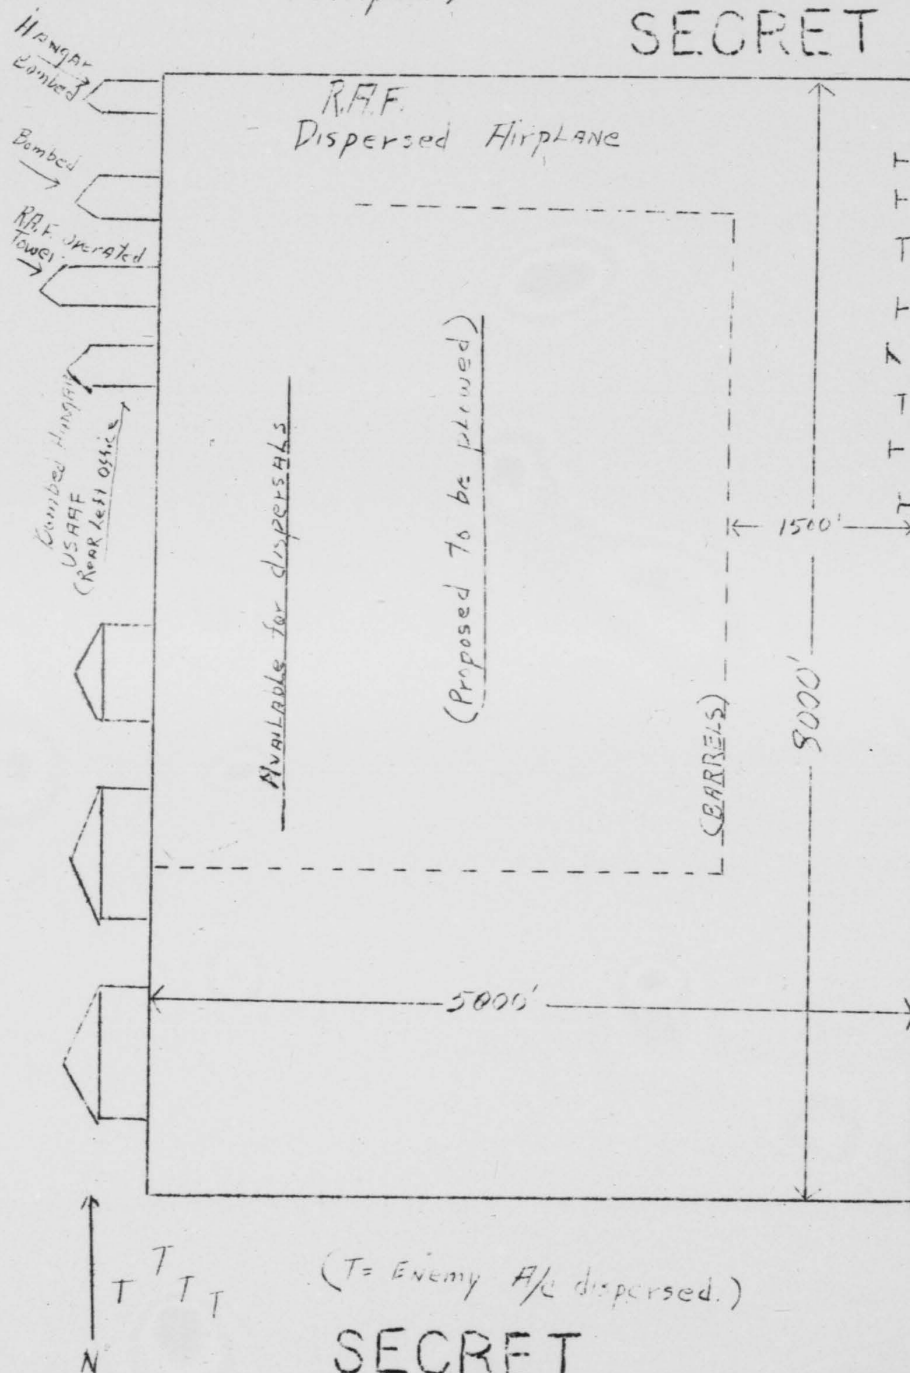 SECRET
HANGAR
Bombed
R.A.F.
Dispersed AirpLANE
Bombed
R.A.F. operated
Tower
T
T
T
T
T
T
T
T
Bombed HANGAR
USAAF
(ReAR Left office
AVAILABLE for dispersALs
(Proposed to be plowed)
1500'
(BARRELS)
5000'
T
T
T
T
(T= ENemy A/c dispersed.)
N
SECRET